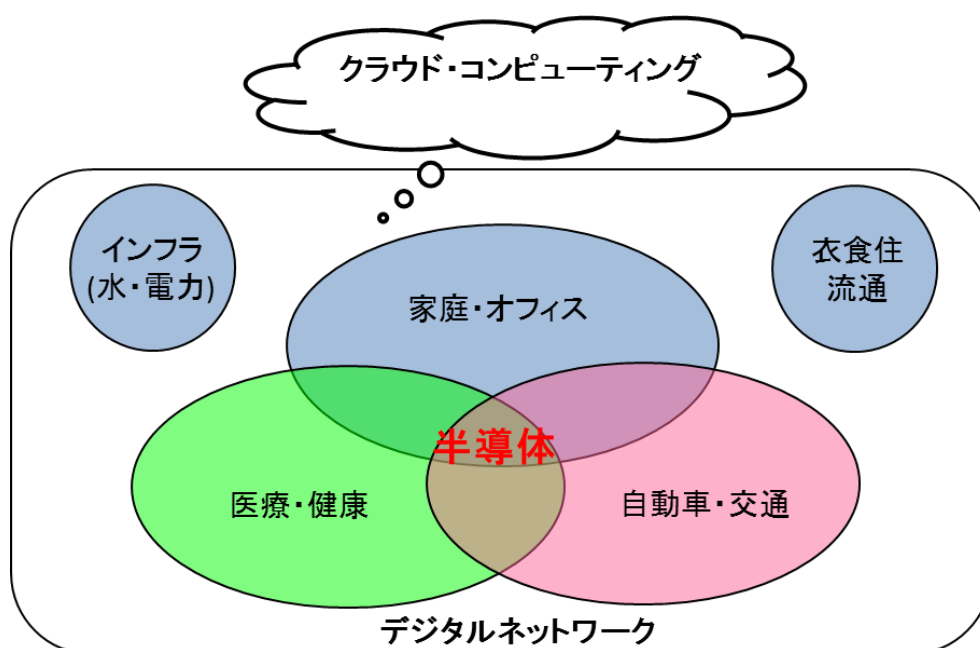 クラウド・コンピューティング
インフラ
(水・電力)
衣食住
流通
家庭・オフィス
半導体
医療・健康
自動車・交通
デジタルネットワーク